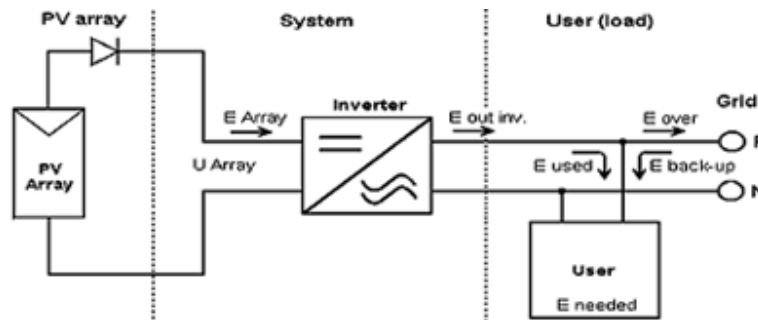 PV array
System
User (load)
E Array
Inverter
E out inv.
E over
Grid
PV
Array
U Array
E used
E back-up
N
User
E needed